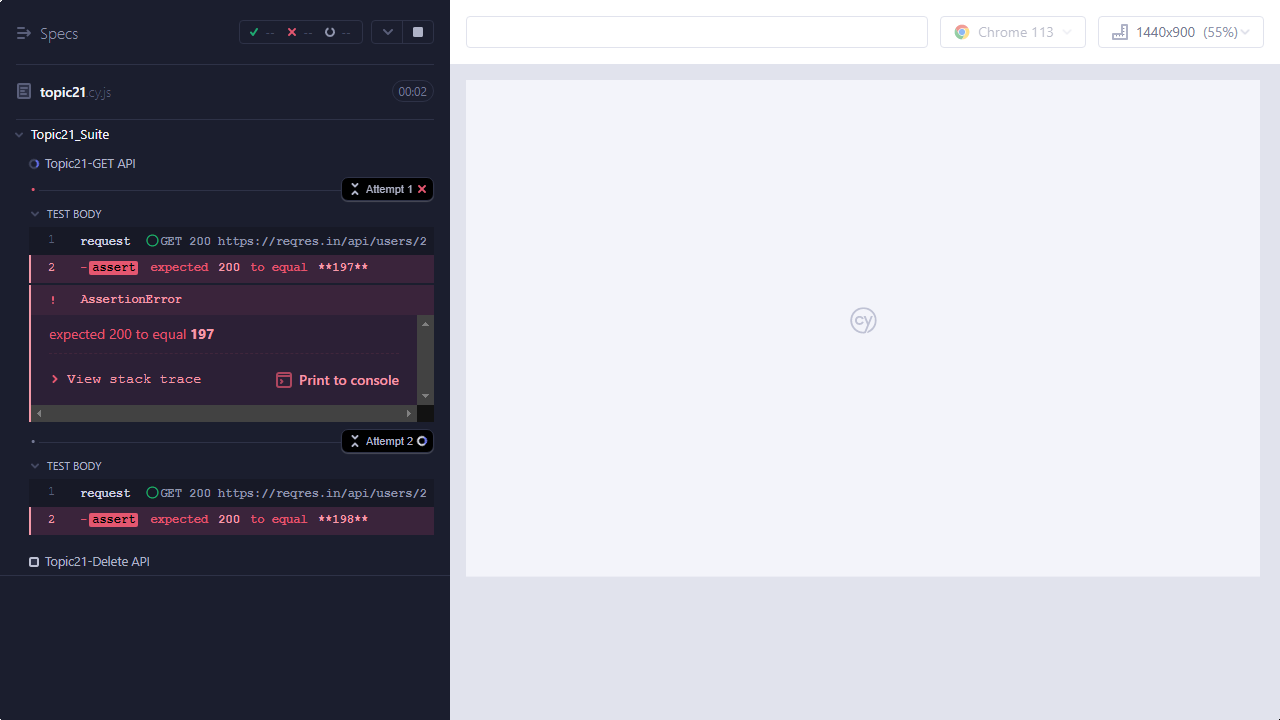 Specs
-- -- --
topic21.cy.js
00:02
Topic21_Suite
Topic21-GET API
Attempt 1
TEST BODY
1 request GET 200 https://reqres.in/api/users/2
2 -assert expected 200 to equal **197**
! AssertionError
expected 200 to equal 197
View stack trace
Print to console
Attempt 2
TEST BODY
1 request GET 200 https://reqres.in/api/users/2
2 -assert expected 200 to equal **198**
Topic21-Delete API
Chrome 113
1440x900 (55%)
cy